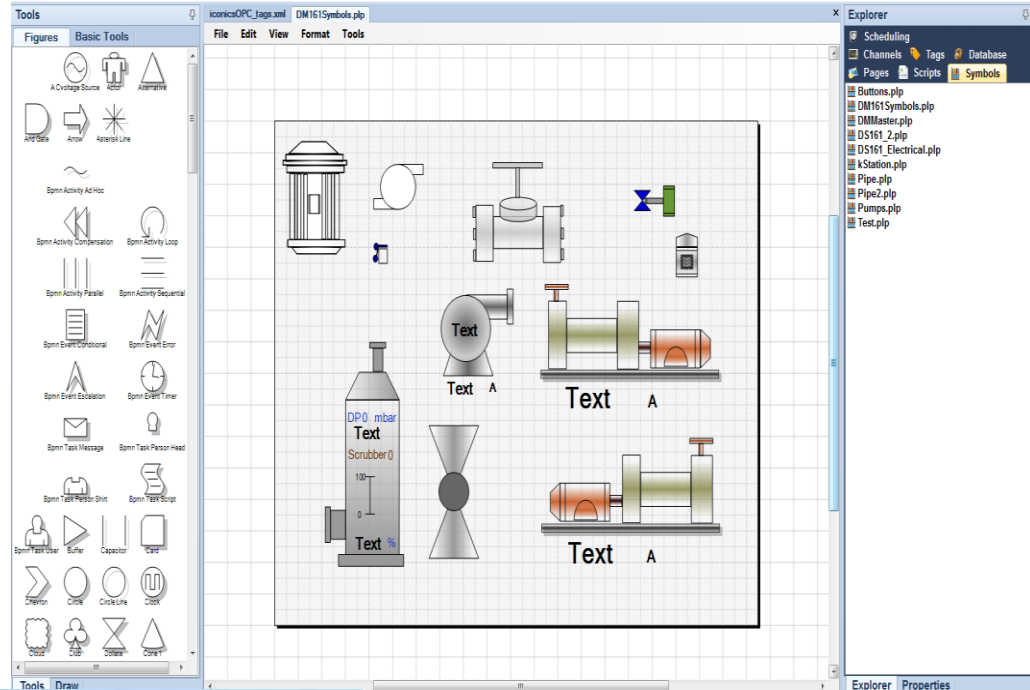 Tools
iconicsOPC_tags.xml DM161Symbols.plp x
Explorer
Figures Basic Tools
File Edit View Format Tools
Scheduling
Channels Tags Database
Pages Scripts Symbols
A Cvoltage Source Actor Alternative
And Gate Arrow Asterisk Line
Bpmn Activity Ad Hoc
Bpmn Activity Compensation Bpmn Activity Loop
Bpmn Activity Parallel Bpmn Activity Sequential
Bpmn Event Conditional Bpmn Event Error
Bpmn Event Escalation Bpmn Event Timer
Bpmn Task Message Bpmn Task Person Head
Bpmn Task Person Shirt Bpmn Task Script
Bpmn Task User Buffer Capacitor Card
Chevron Circle Circle Line Clock
Cloud Club Collate Cone 1
Tools Draw
Text
Text A
Text A
DP 0 mbar
Text
Scrubber 0
100
0
Text %
Text A
Buttons.plp
DM161Symbols.plp
DMMaster.plp
DS161_2.plp
DS161_Electrical.plp
kStation.plp
Pipe.plp
Pipe2.plp
Pumps.plp
Test.plp
Explorer Properties